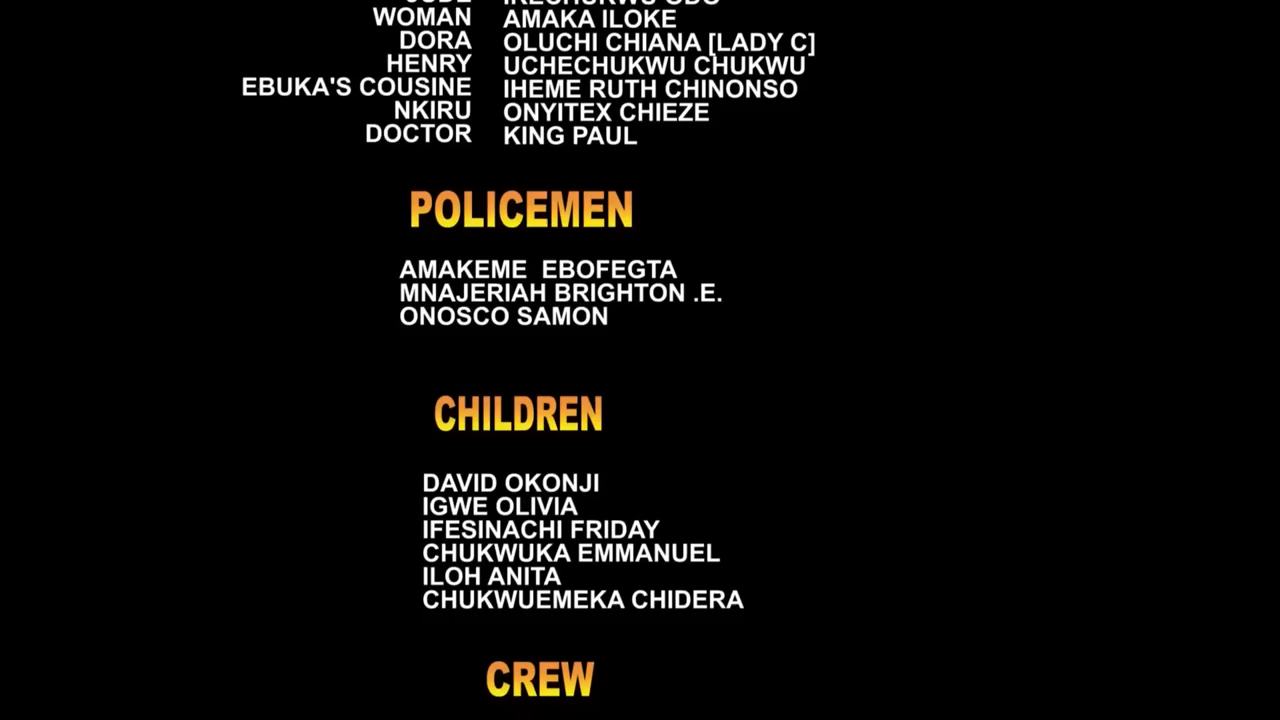 WOMAN AMAKA ILOKE
DORA OLUCHI CHIANA [LADY C]
HENRY UCHECHUKWU CHUKWU
EBUKA'S COUSINE IHEME RUTH CHINONSO
NKIRU ONYITEX CHIEZE
DOCTOR KING PAUL
POLICEMEN
AMAKEME EBOFEGTA
MNAJERIAH BRIGHTON .E.
ONOSCO SAMON
CHILDREN
DAVID OKONJI
IGWE OLIVIA
IFESINACHI FRIDAY
CHUKWUKA EMMANUEL
ILOH ANITA
CHUKWUEMEKA CHIDERA
CREW